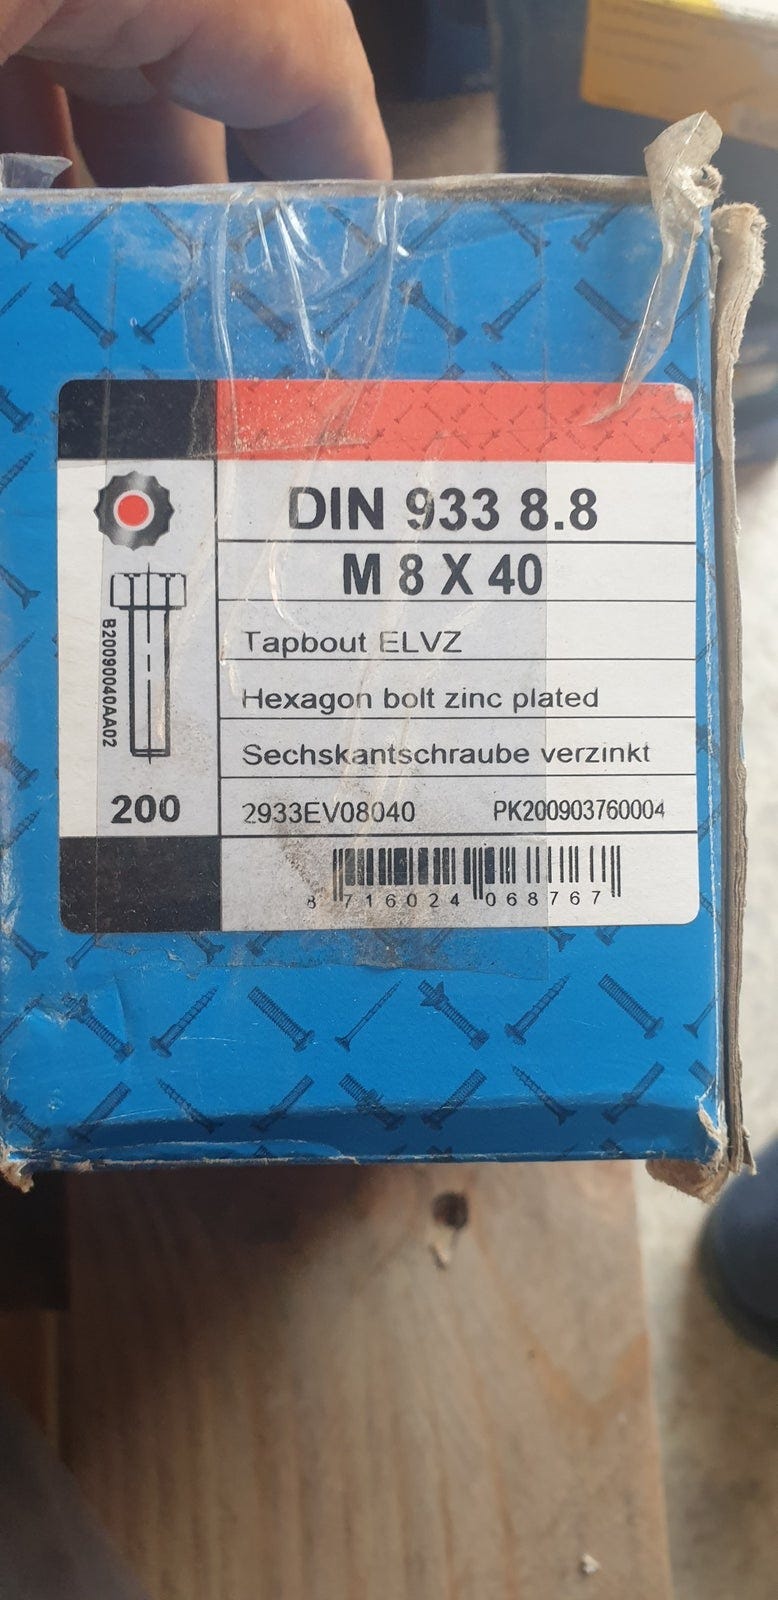 DIN 933 8.8
M 8 X 40
Tapbout ELVZ
Hexagon bolt zinc plated
Sechskantschraube verzinkt
B20090040AA02
200
2933EV08040 PK200903760004
8 716024 068767